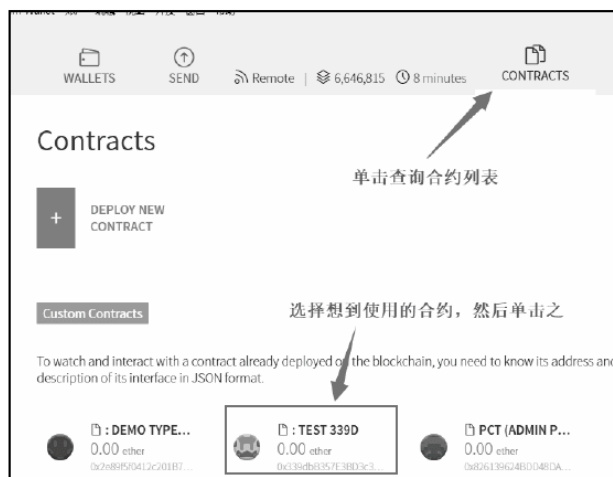 WALLETS
SEND
Remote | 6,646,815 8 minutes
CONTRACTS
单击查询合约列表
Contracts
+ DEPLOY NEW
CONTRACT
选择想到使用的合约，然后单击之
Custom Contracts
To watch and interact with a contract already deployed on the blockchain, you need to know its address and
description of its interface in JSON format.
: DEMO TYPE...
0.00 ether
0x2e89f5f0412c201B7...
: TEST 339D
0.00 ether
0x339dbB357E3BD3c3...
PCT (ADMIN P...
0.00 ether
0x826139624BDD48DA...